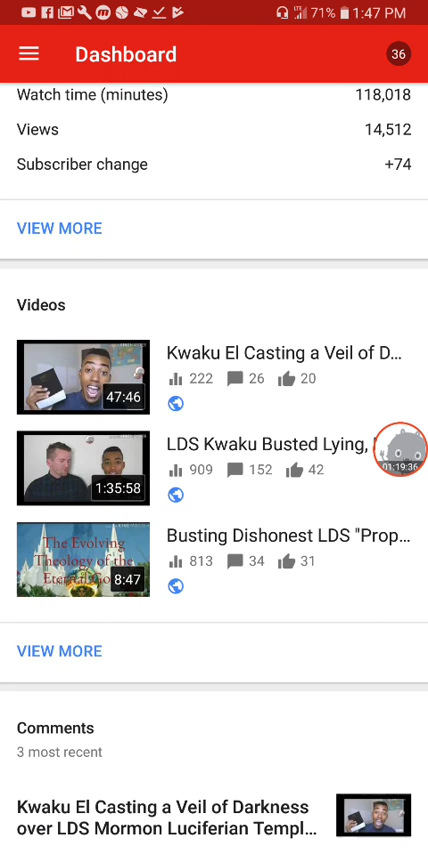 71% 1:47 PM
Dashboard
36
Watch time (minutes) 118,018
Views 14,512
Subscriber change +74
VIEW MORE
Videos
47:46
Kwaku El Casting a Veil of D...
222 26 20
1:35:58
LDS Kwaku Busted Lying,
909 152 42
01:19:36
The Evolving
Theology of the
Eternal God
8:47
Busting Dishonest LDS "Prop...
813 34 31
VIEW MORE
Comments
3 most recent
Kwaku El Casting a Veil of Darkness
over LDS Mormon Luciferian Templ...